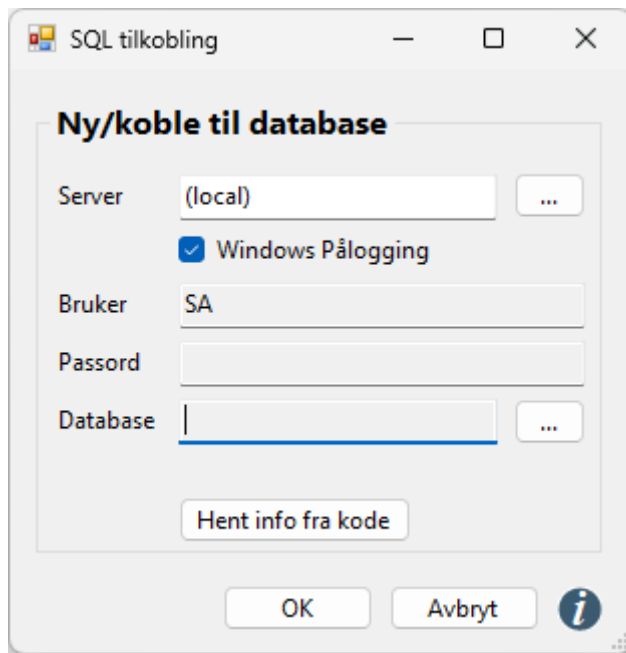 SQL tilkobling
Ny/koble til database
Server (local) ...
Windows Pålogging
Bruker SA
Passord
Database ...
Hent info fra kode
OK Avbryt i